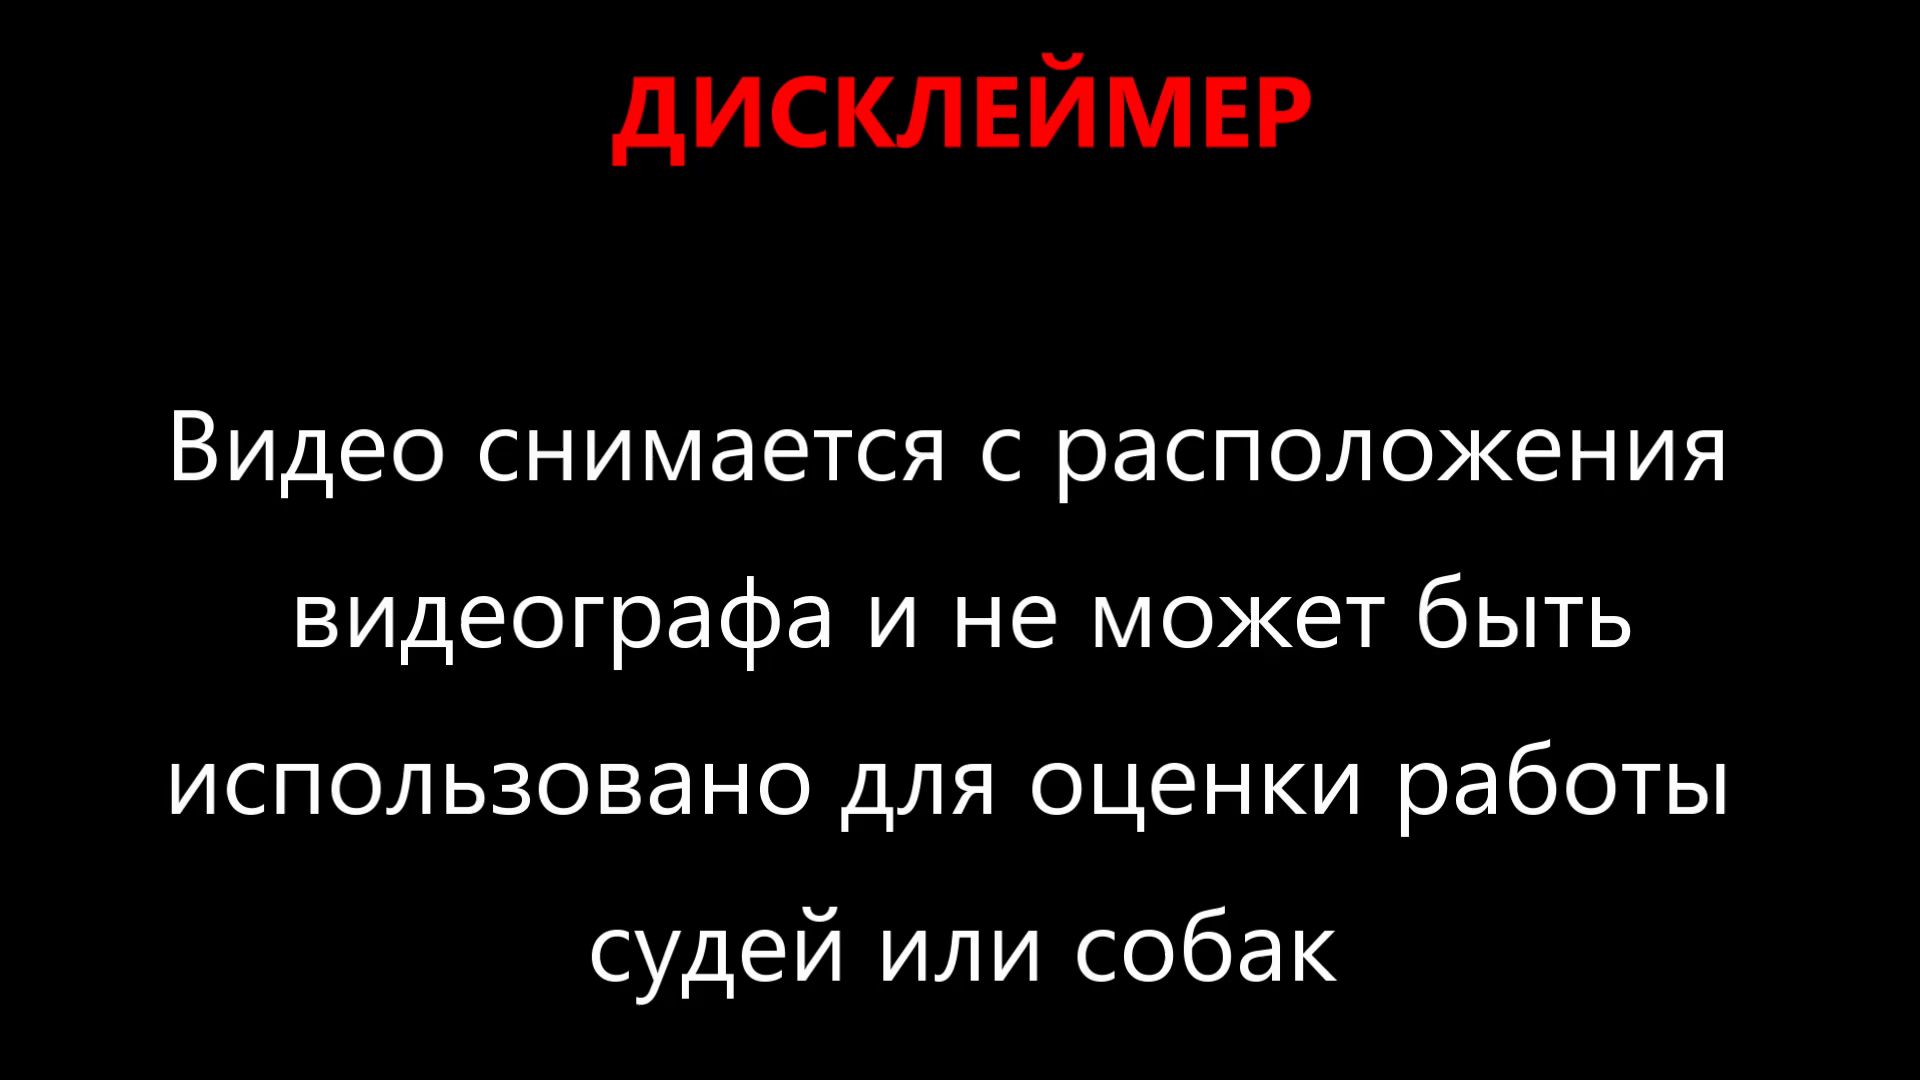 ДИСКЛЕЙМЕР
Видео снимается с расположения
видеографа и не может быть
использовано для оценки работы
судей или собак